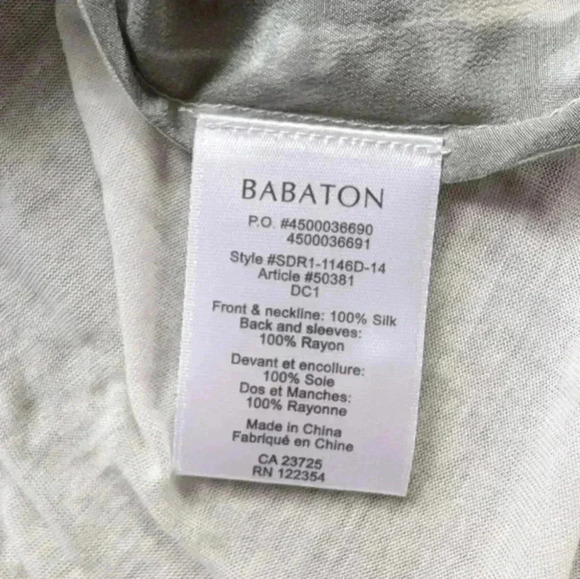 BABATON
P.O. #4500036690
4500036691
Style #SDR1-1146D-14
Article #50381
DC1
Front & neckline: 100% Silk
Back and sleeves:
100% Rayon
Devant et encollure:
100% Soie
Dos et Manches:
100% Rayonne
Made in China
Fabriqué en Chine
CA 23725
RN 122354